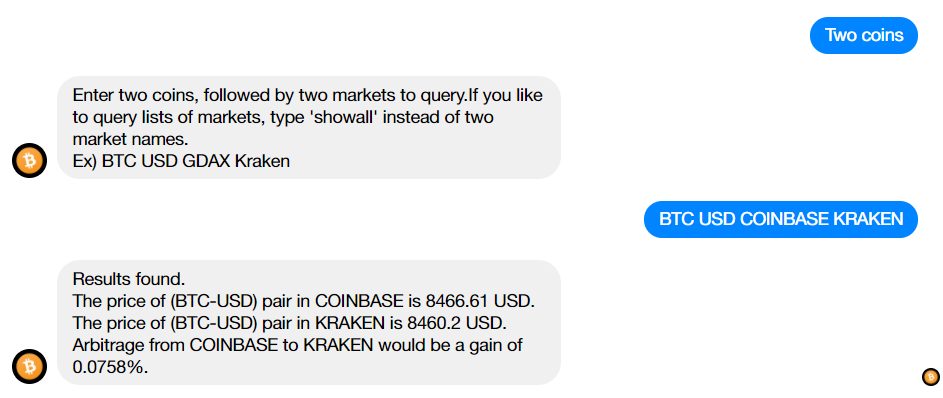 Two coins
Enter two coins, followed by two markets to query.If you like
to query lists of markets, type 'showall' instead of two
market names.
Ex) BTC USD GDAX Kraken
BTC USD COINBASE KRAKEN
Results found.
The price of (BTC-USD) pair in COINBASE is 8466.61 USD.
The price of (BTC-USD) pair in KRAKEN is 8460.2 USD.
Arbitrage from COINBASE to KRAKEN would be a gain of
0.0758%.